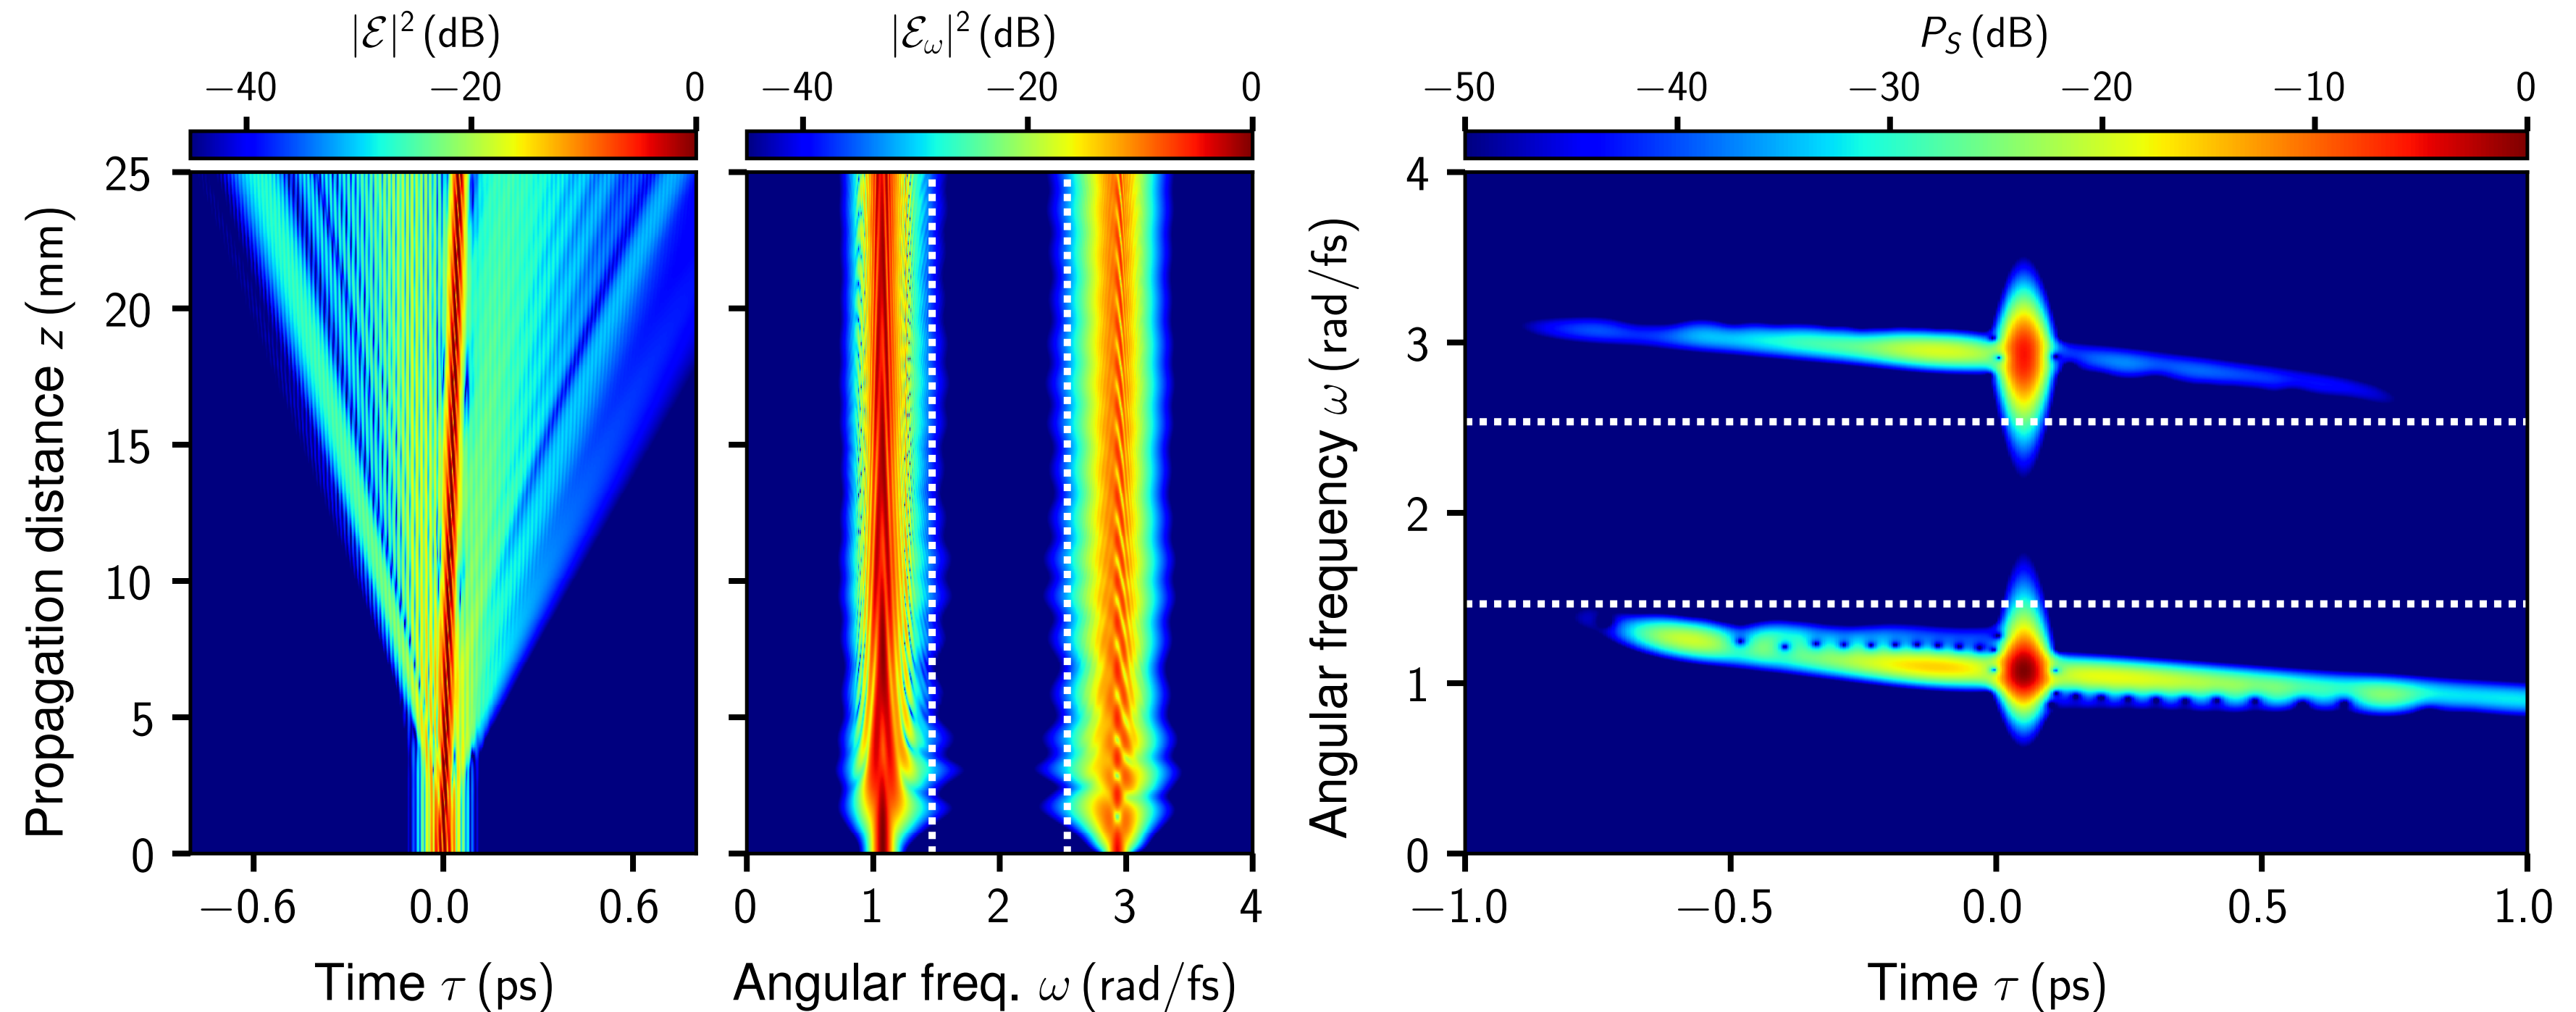 |ℰ|² (dB)
−40 −20 0
Propagation distance z (mm)
25
20
15
10
5
0
−0.6 0.0 0.6
Time τ (ps)
|ℰω|² (dB)
−40 −20 0
0 1 2 3 4
Angular freq. ω (rad/fs)
PS (dB)
−50 −40 −30 −20 −10 0
Angular frequency ω (rad/fs)
4
3
2
1
0
−1.0 −0.5 0.0 0.5 1.0
Time τ (ps)